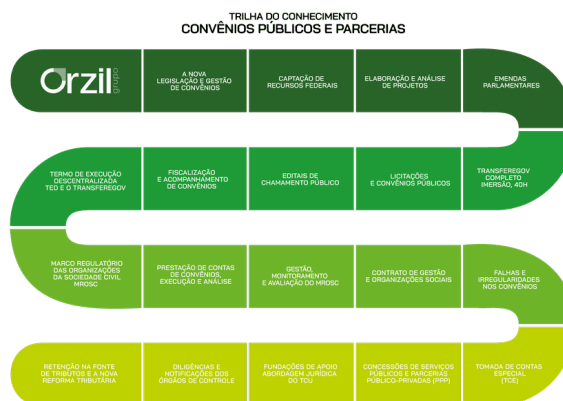 TRILHA DO CONHECIMENTO
CONVÊNIOS PÚBLICOS E PARCERIAS
Orzil
grupo
A NOVA
LEGISLAÇÃO E GESTÃO
DE CONVÊNIOS
CAPTAÇÃO DE
RECURSOS FEDERAIS
ELABORAÇÃO E ANÁLISE
DE PROJETOS
EMENDAS
PARLAMENTARES
TERMO DE EXECUÇÃO
DESCENTRALIZADA
TED E O TRANSFEREGOV
FISCALIZAÇÃO
E ACOMPANHAMENTO
DE CONVÊNIOS
EDITAIS DE
CHAMAMENTO PÚBLICO
LICITAÇÕES
E CONVÊNIOS PÚBLICOS
TRANSFEREGOV
COMPLETO
IMERSÃO, 40H
MARCO REGULATÓRIO
DAS ORGANIZAÇÕES
DA SOCIEDADE CIVIL
MROSC
PRESTAÇÃO DE CONTAS
DE CONVÊNIOS,
EXECUÇÃO E ANÁLISE
GESTÃO,
MONITORAMENTO
E AVALIAÇÃO DO MROSC
CONTRATO DE GESTÃO
E ORGANIZAÇÕES SOCIAIS
FALHAS E
IRREGULARIDADES
NOS CONVÊNIOS
RETENÇÃO NA FONTE
DE TRIBUTOS E A NOVA
REFORMA TRIBUTÁRIA
DILIGÊNCIAS E
NOTIFICAÇÕES DOS
ÓRGÃOS DE CONTROLE
FUNDAÇÕES DE APOIO
ABORDAGEM JURÍDICA
DO TCU
CONCESSÕES DE SERVIÇOS
PÚBLICOS E PARCERIAS
PÚBLICO-PRIVADAS (PPP)
TOMADA DE CONTAS
ESPECIAL
(TCE)